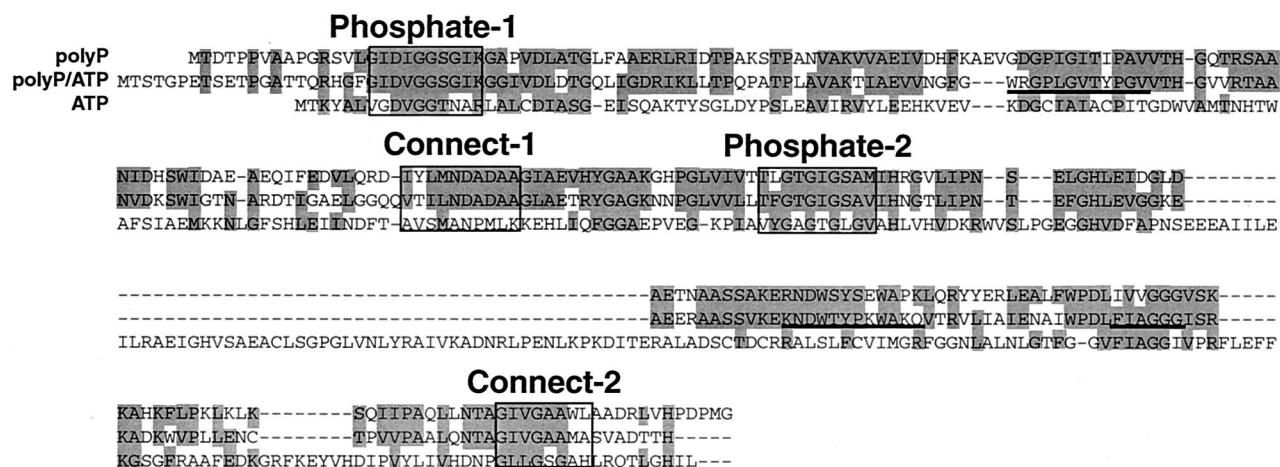 Phosphate-1
polyP MTDTPPVAAPGRSVLGIDIGGSGIKGAPVDLATGLFAAERLRIDTPAKSTPANVAKVVAEIVDHFKAEVGDGPIGITIPAVVTH-GQTRSAA
polyP/ATP MTSTGPETSETPGATTQRHGFGIDVGGSGIKGGIVDLDTGQLIGDRIKLLTPQPATPLAVAKTIAEVVNGFG---WRGPLGVTYPGVVTH-GVVRTAA
ATP MTKYALVGDVGGTNARLALCDIASG-EISQAKTYSGLDYPSLEAVIRVYLEEHKVEV----KDGCIAIACPITGDWVAMTNHTW
Connect-1 Phosphate-2
NIDHSWIDAE-AEQIFEDVLQRD-IYLMNDADAAGIAEVHYGAAKGHPGLVIVTTLGTGIGSAMIHRGVLIPN--S---ELGHLEIDGLD------
NVDKSWIGTN-ARDTIGAELGGQQVTILNDADAAGLAETRYGAGKNNPGLVVLLTFGTGIGSAVIHNGTLIPN--T---EFGHLEVGGKE------
AFSIAEMKKNLGFSHLEIINDFT-AVSMANPMLKKEHLIQFGGAEPVEG-KPIAVYGAGTGLGVAHLVHVDKRWVSLPGEGGHVDFAPNSEEEAIILE
-------------------------------------------------------------------AETNAASSAKERNDWSYSEWAPKLQRYYERLEALFWPDLIVVGGGVSK-----
-------------------------------------------------------------------AEERAASSVKEKNDWTYPKWAKQVTRVLIAIENAIWPDLFIAGGGISR-----
ILRAEIGHVSAEACLSGPGLVNLYRAIVKADNRLPENLKPKDITERALADSCTDCRRALSLFCVIMGRFGGNLALNLGTFG-GVFIAGGIVPRFLEFF
Connect-2
KAHKFLPKLKLK---------SQIIPAQLLNTAGIVGAAWLAADRLVHPDPMG
KADKWVPLLENC---------TPVVPAALQNTAGIVGAAMASVADTTH-----
KGSGFRAAFEDKGRFKEYVHDIPVYLIVHDNPGLLGSGAHLRQTLGHIL---